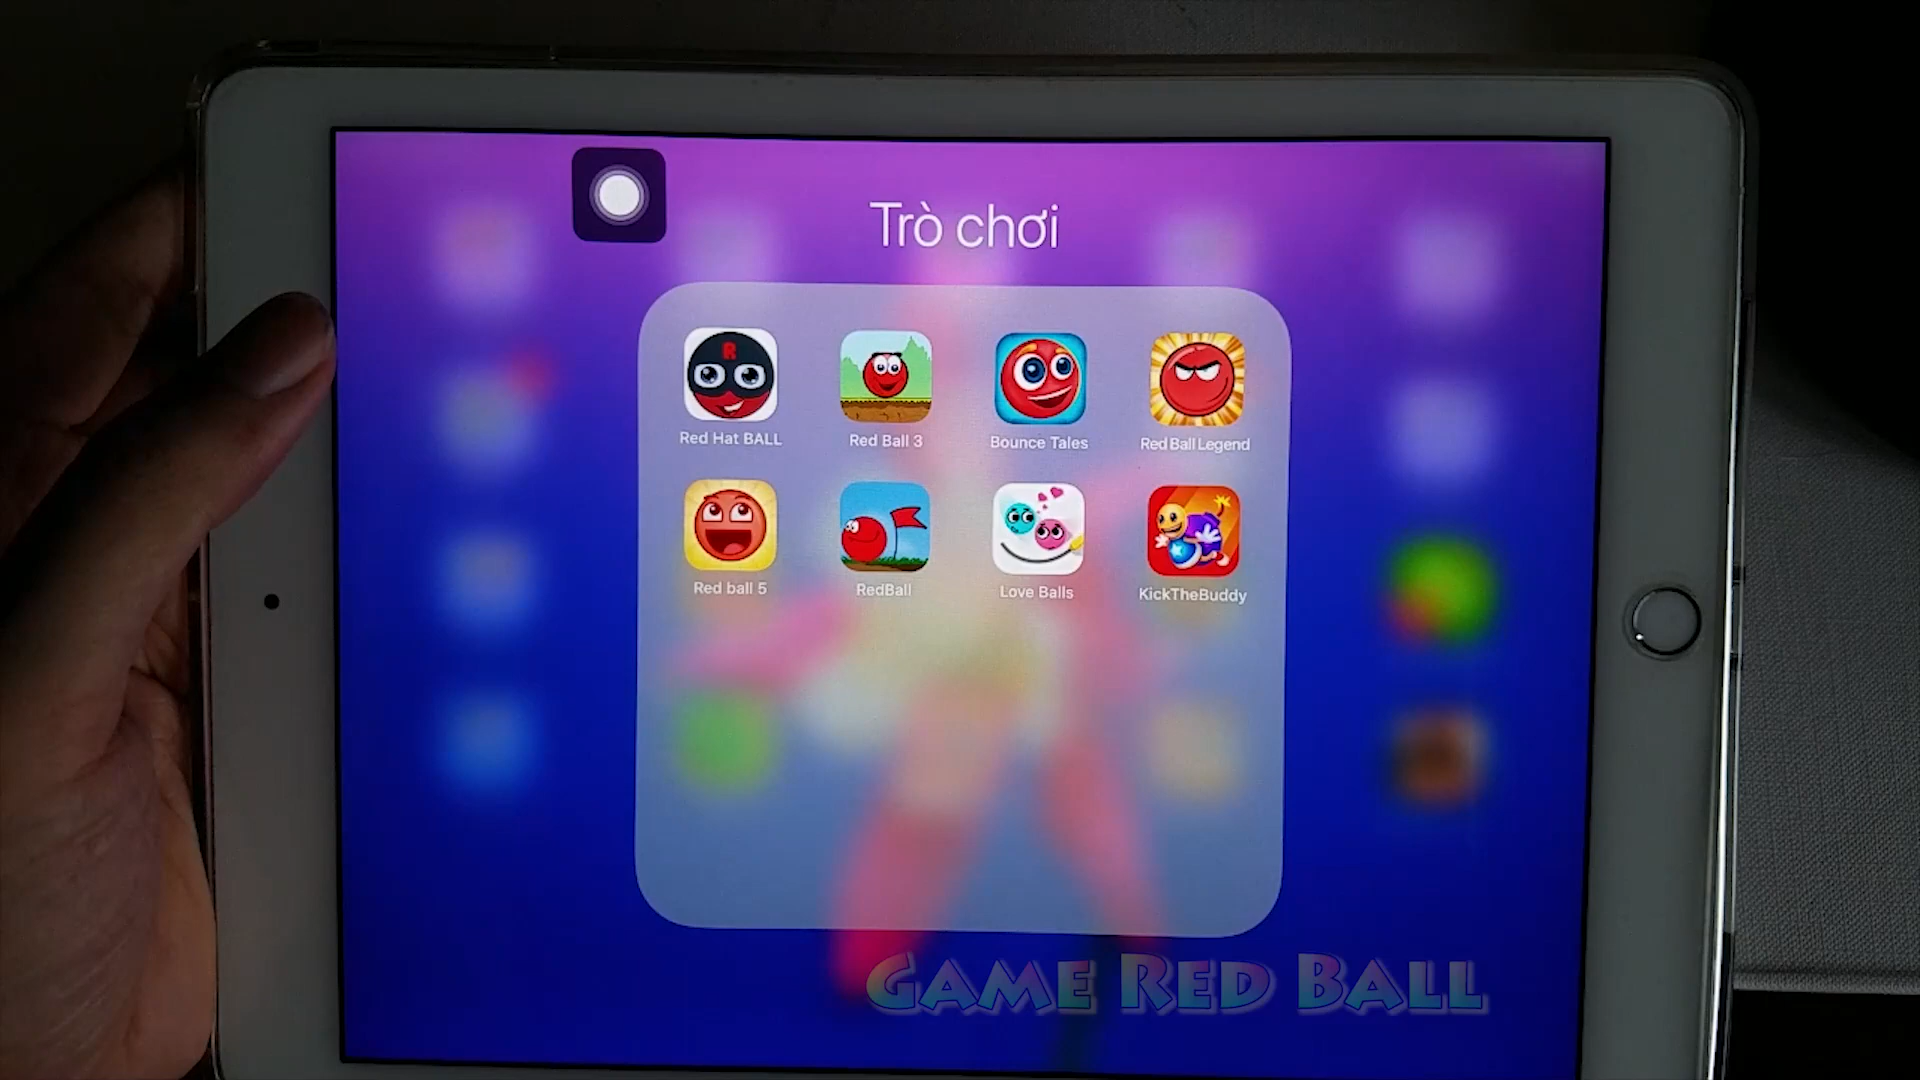 Trò chơi
R
Red Hat BALL
Red Ball 3
Bounce Tales
Red Ball Legend
Red ball 5
RedBall
Love Balls
KickTheBuddy
GAME RED BALL